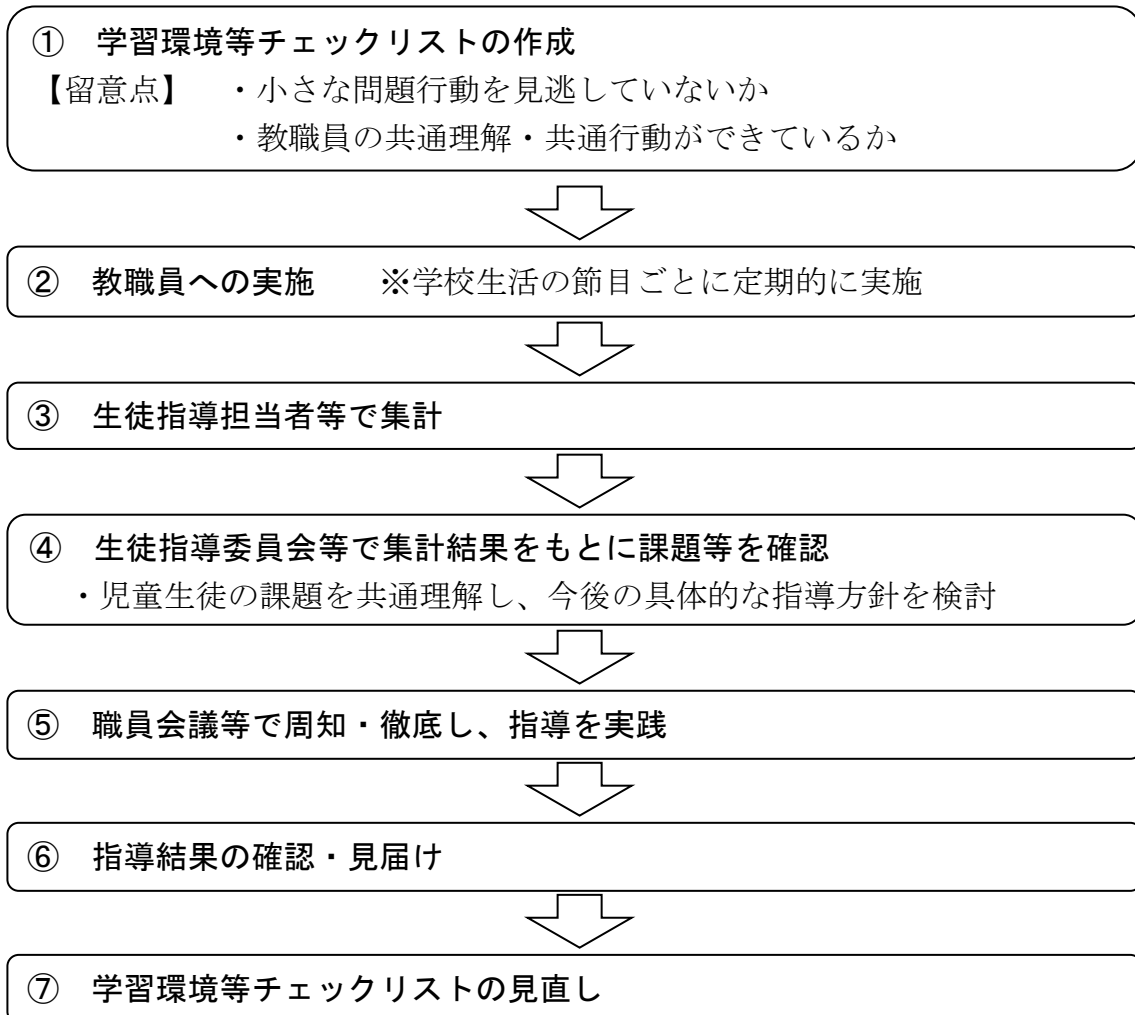 ① 学習環境等チェックリストの作成
【留意点】 ・小さな問題行動を見逃していないか
・教職員の共通理解・共通行動ができているか
② 教職員への実施 ※学校生活の節目ごとに定期的に実施
③ 生徒指導担当者等で集計
④ 生徒指導委員会等で集計結果をもとに課題等を確認
・児童生徒の課題を共通理解し、今後の具体的な指導方針を検討
⑤ 職員会議等で周知・徹底し、指導を実践
⑥ 指導結果の確認・見届け
⑦ 学習環境等チェックリストの見直し